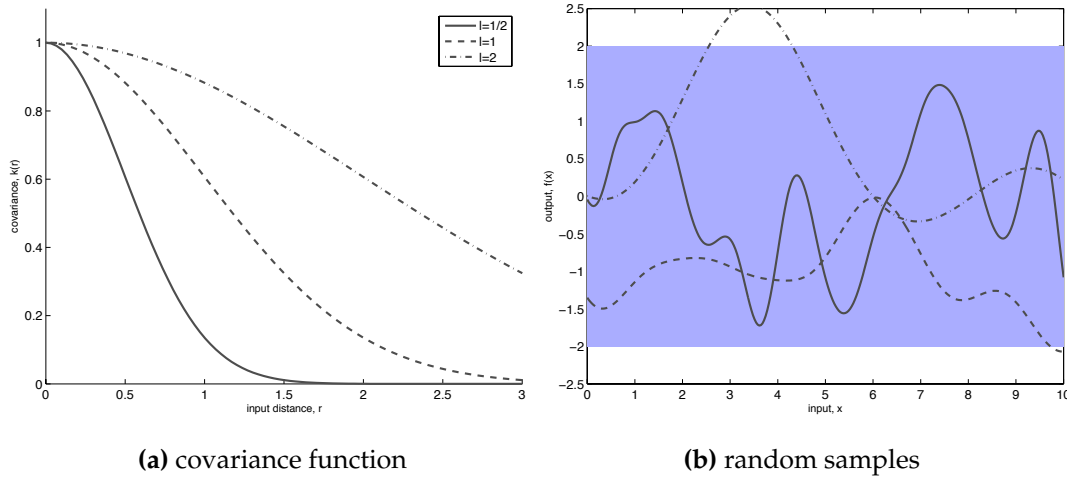 l=1/2
l=1
l=2
covariance, k(r)
1
0.8
0.6
0.4
0.2
0
0 0.5 1 1.5 2 2.5 3
input distance, r
(a) covariance function
output, f(x)
2.5
2
1.5
1
0.5
0
−0.5
−1
−1.5
−2
−2.5
0 1 2 3 4 5 6 7 8 9 10
input, x
(b) random samples